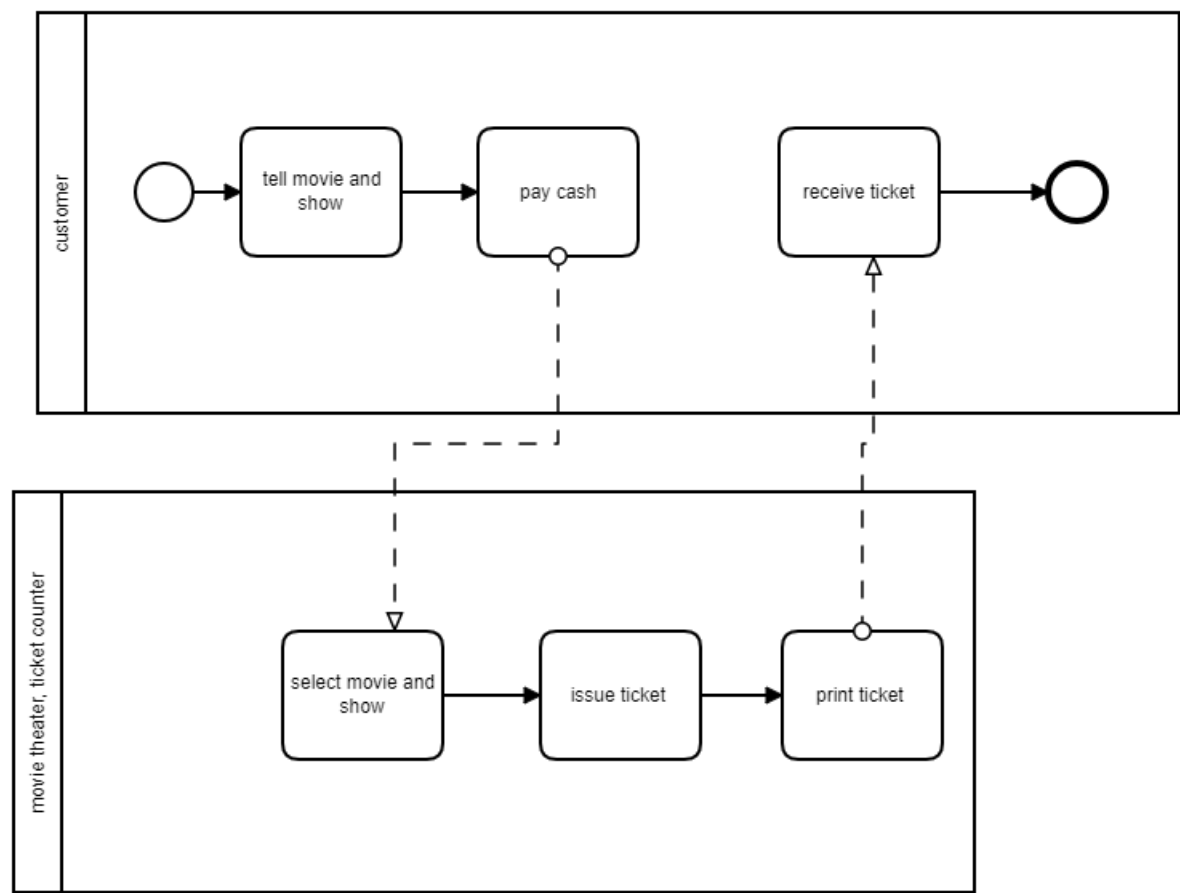 customer
tell movie and
show
pay cash
receive ticket
movie theater, ticket counter
select movie and
show
issue ticket
print ticket